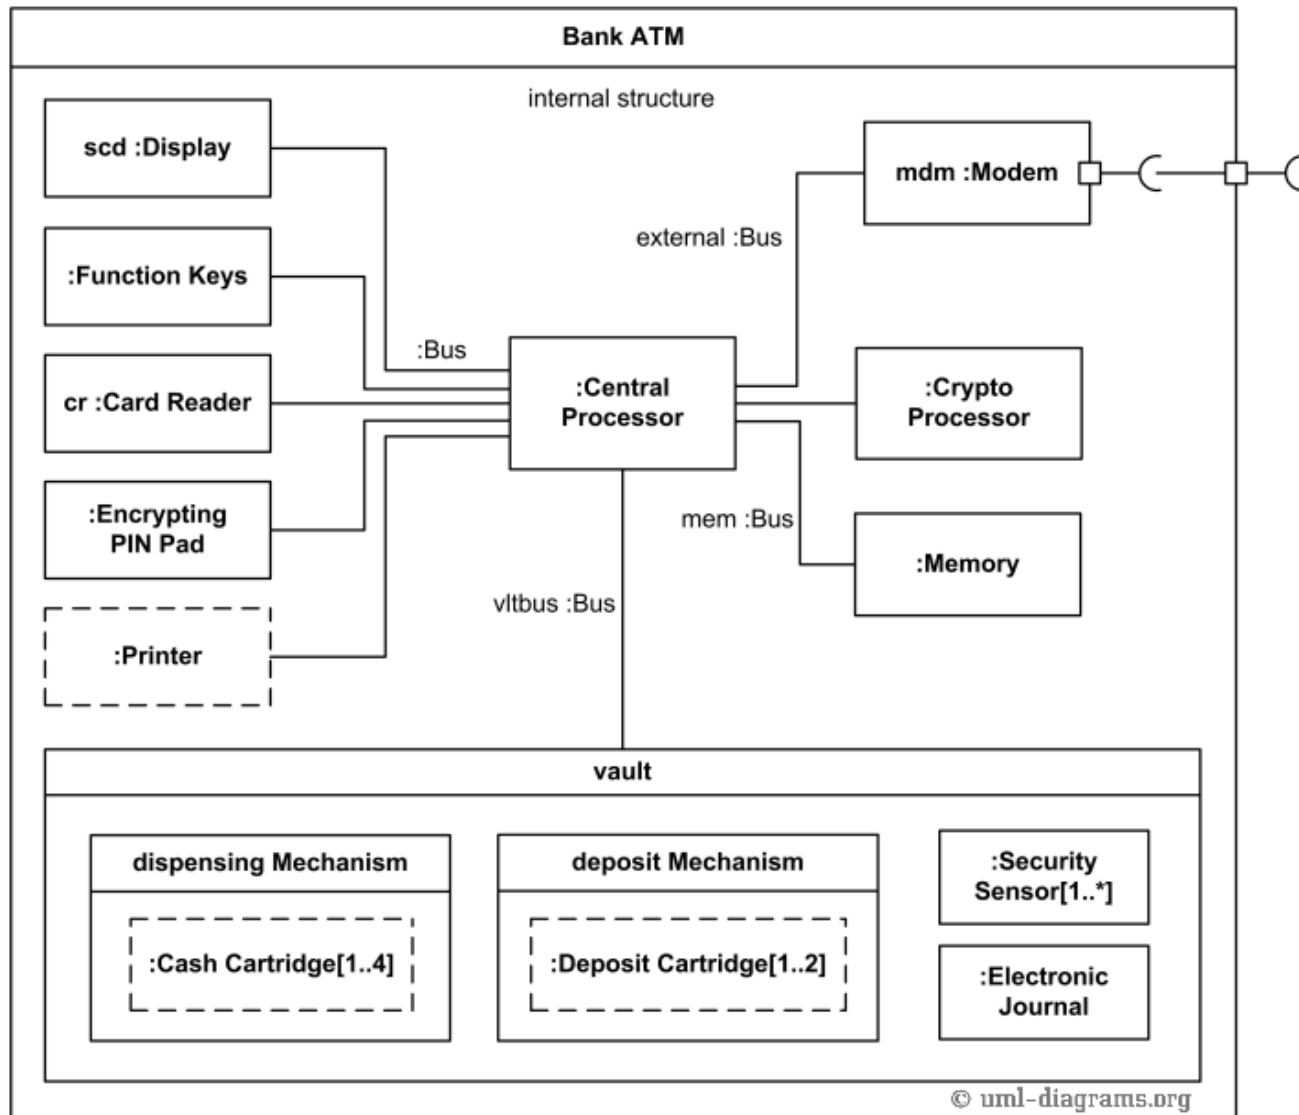 Bank ATM
internal structure
scd :Display
mdm :Modem
external :Bus
:Function Keys
:Bus
:Central
Processor
cr :Card Reader
:Crypto
Processor
:Encrypting
PIN Pad
mem :Bus
:Memory
vltbus :Bus
:Printer
vault
dispensing Mechanism
:Cash Cartridge[1..4]
deposit Mechanism
:Deposit Cartridge[1..2]
:Security
Sensor[1..*]
:Electronic
Journal
© uml-diagrams.org